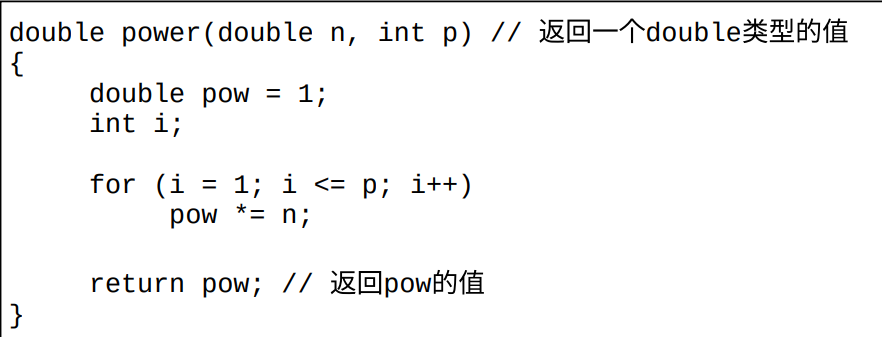 double power(double n, int p) // 返回一个double类型的值
{
     double pow = 1;
     int i;

     for (i = 1; i <= p; i++)
          pow *= n;

     return pow; // 返回pow的值
}